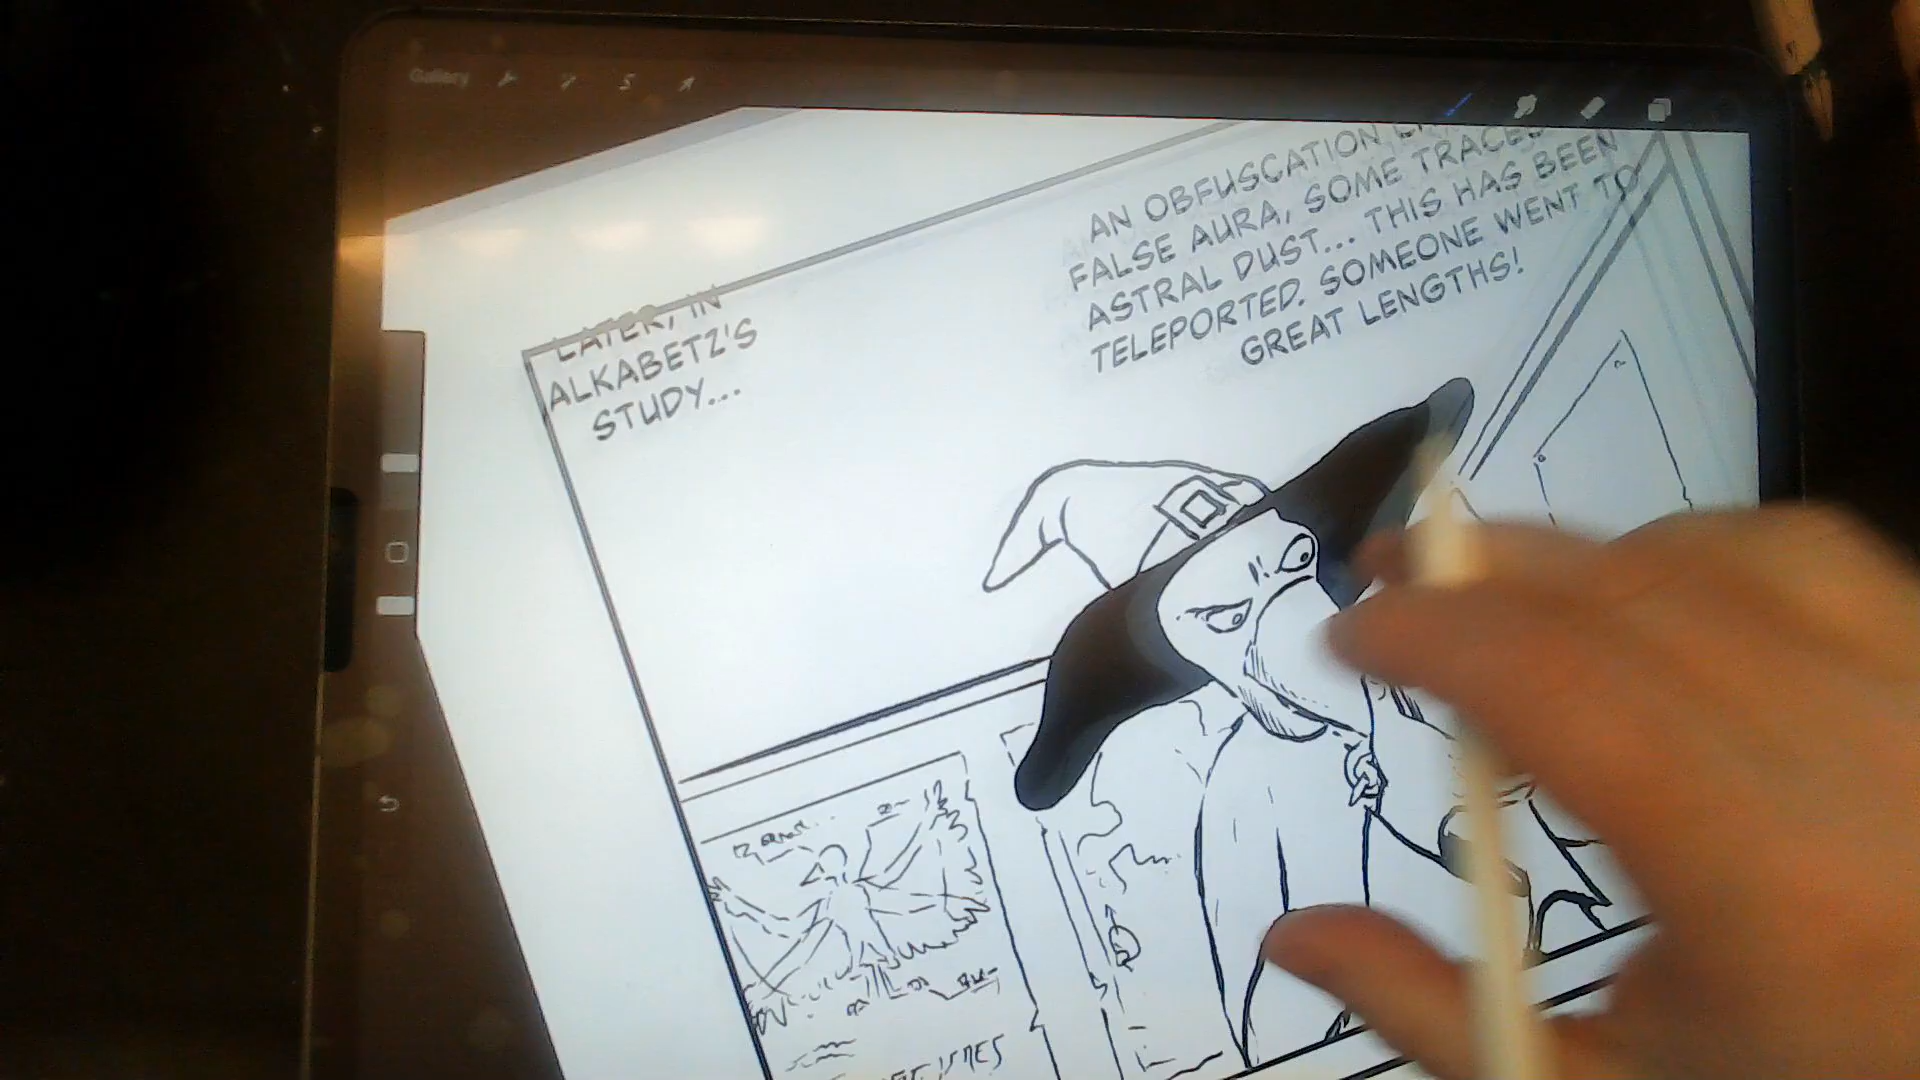 Gallery
AN OBFUSCATION
FALSE AURA, SOME TRACES
ASTRAL DUST... THIS HAS BEEN
TELEPORTED. SOMEONE WENT TO
GREAT LENGTHS!
LATER, IN
ALKABETZ'S
STUDY...